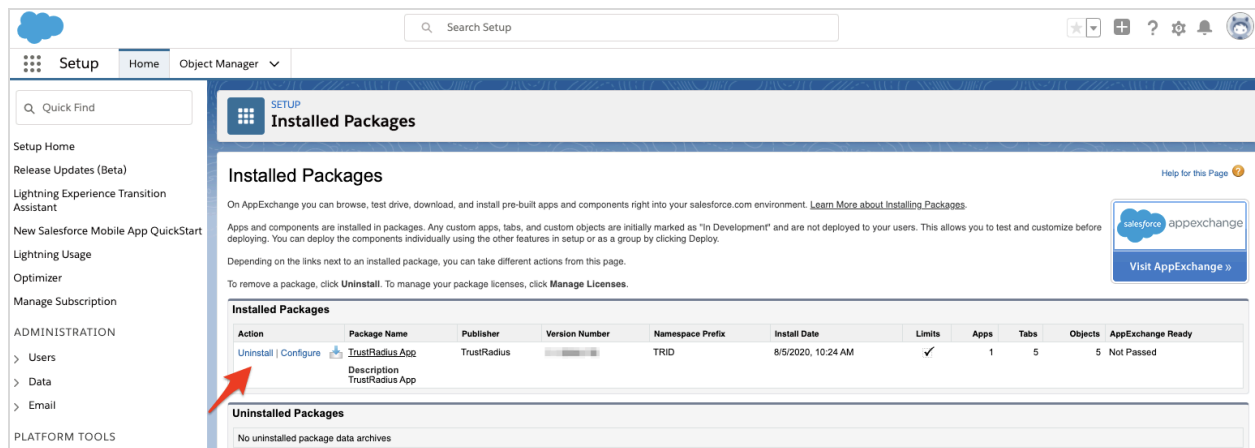 Search Setup
Setup Home Object Manager
Quick Find
Setup Home
Release Updates (Beta)
Lightning Experience Transition
Assistant
New Salesforce Mobile App QuickStart
Lightning Usage
Optimizer
Manage Subscription
ADMINISTRATION
Users
Data
Email
PLATFORM TOOLS
SETUP
Installed Packages
Installed Packages
Help for this Page
On AppExchange you can browse, test drive, download, and install pre-built apps and components right into your salesforce.com environment. Learn More about Installing Packages.
Apps and components are installed in packages. Any custom apps, tabs, and custom objects are initially marked as "In Development" and are not deployed to your users. This allows you to test and customize before
deploying. You can deploy the components individually using the other features in setup or as a group by clicking Deploy.
Depending on the links next to an installed package, you can take different actions from this page.
To remove a package, click Uninstall. To manage your package licenses, click Manage Licenses.
salesforce appexchange
Visit AppExchange »
Installed Packages
Action Package Name Publisher Version Number Namespace Prefix Install Date Limits Apps Tabs Objects AppExchange Ready
Uninstall | Configure TrustRadius App TrustRadius TRID 8/5/2020, 10:24 AM ✓ 1 5 5 Not Passed
Description
TrustRadius App
Uninstalled Packages
No uninstalled package data archives